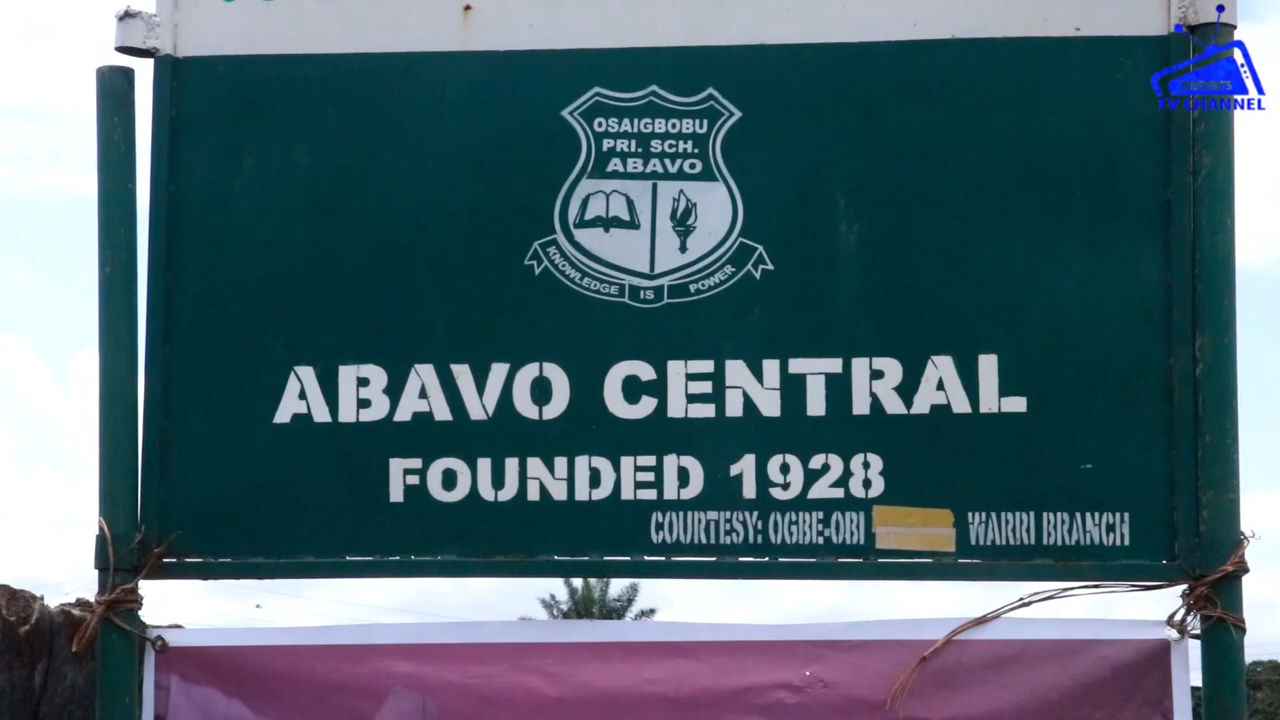 OSAIGBOBU
PRI. SCH.
ABAVO
KNOWLEDGE IS POWER
ABAVO CENTRAL
FOUNDED 1928
COURTESY: OGBE-OBI WARRI BRANCH
TV CHANNEL